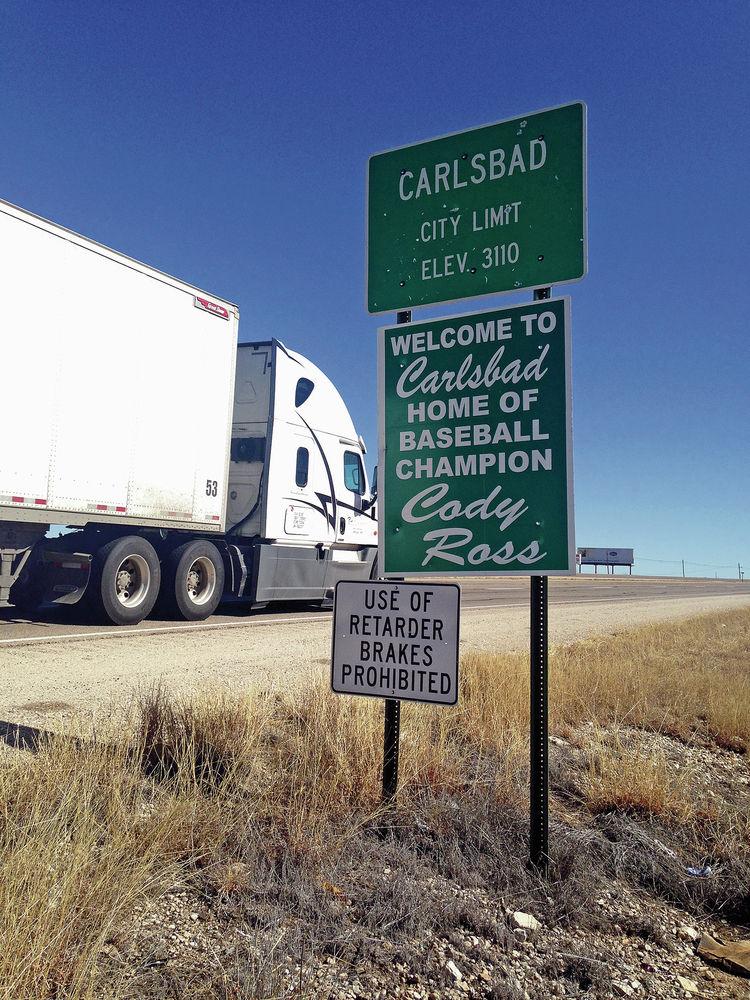 CARLSBAD
CITY LIMIT
ELEV. 3110
WELCOME TO
Carlsbad
HOME OF
BASEBALL
CHAMPION
Cody
Ross
USE OF
RETARDER
BRAKES
PROHIBITED
53